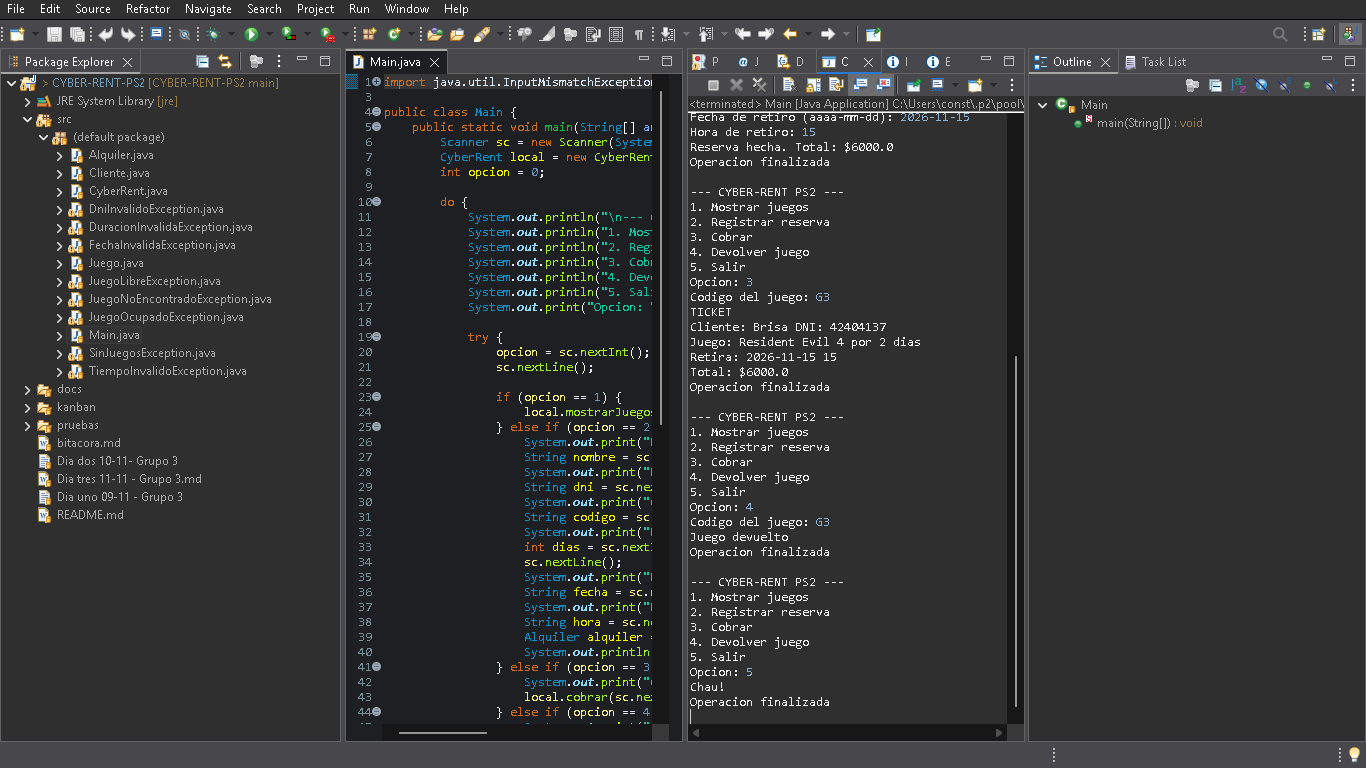 File Edit Source Refactor Navigate Search Project Run Window Help
Package Explorer
> CYBER-RENT-PS2 [CYBER-RENT-PS2 main]
JRE System Library [jre]
src
(default package)
Alquiler.java
Cliente.java
CyberRent.java
DniInvalidoException.java
DuracionInvalidaException.java
FechaInvalidaException.java
Juego.java
JuegoLibreException.java
JuegoNoEncontradoException.java
JuegoOcupadoException.java
Main.java
SinJuegosException.java
TiempoInvalidoException.java
docs
kanban
pruebas
bitacora.md
Dia dos 10-11- Grupo 3
Dia tres 11-11 - Grupo 3.md
Dia uno 09-11 - Grupo 3
README.md
Main.java
1 import java.util.InputMismatchException
3
4 public class Main {
5 public static void main(String[] ar
6 Scanner sc = new Scanner(System
7 CyberRent local = new CyberRent
8 int opcion = 0;
9
10 do {
11 System.out.println("\n---
12 System.out.println("1. Most
13 System.out.println("2. Reg
14 System.out.println("3. Cob
15 System.out.println("4. Dev
16 System.out.println("5. Sali
17 System.out.print("Opcion: "
18
19 try {
20 opcion = sc.nextInt();
21 sc.nextLine();
22
23 if (opcion == 1) {
24 local.mostrarJuegos
25 } else if (opcion == 2
26 System.out.print("
27 String nombre = sc
28 System.out.print("
29 String dni = sc.ne
30 System.out.print("
31 String codigo = sc
32 System.out.print("
33 int dias = sc.next
34 sc.nextLine();
35 System.out.print("
36 String fecha = sc.n
37 System.out.print("
38 String hora = sc.ne
39 Alquiler alquiler =
40 System.out.println
41 } else if (opcion == 3
42 System.out.print("
43 local.cobrar(sc.nex
44 } else if (opcion == 4
P
J
D
C
I
E
<terminated> Main [Java Application] C:\Users\const\.p2\pool\
Fecha de retiro (aaaa-mm-dd): 2026-11-15
Hora de retiro: 15
Reserva hecha. Total: $6000.0
Operacion finalizada
--- CYBER-RENT PS2 ---
1. Mostrar juegos
2. Registrar reserva
3. Cobrar
4. Devolver juego
5. Salir
Opcion: 3
Codigo del juego: G3
TICKET
Cliente: Brisa DNI: 42404137
Juego: Resident Evil 4 por 2 dias
Retira: 2026-11-15 15
Total: $6000.0
Operacion finalizada
--- CYBER-RENT PS2 ---
1. Mostrar juegos
2. Registrar reserva
3. Cobrar
4. Devolver juego
5. Salir
Opcion: 4
Codigo del juego: G3
Juego devuelto
Operacion finalizada
--- CYBER-RENT PS2 ---
1. Mostrar juegos
2. Registrar reserva
3. Cobrar
4. Devolver juego
5. Salir
Opcion: 5
Chau!
Operacion finalizada
Outline
Task List
Main
main(String[]) : void